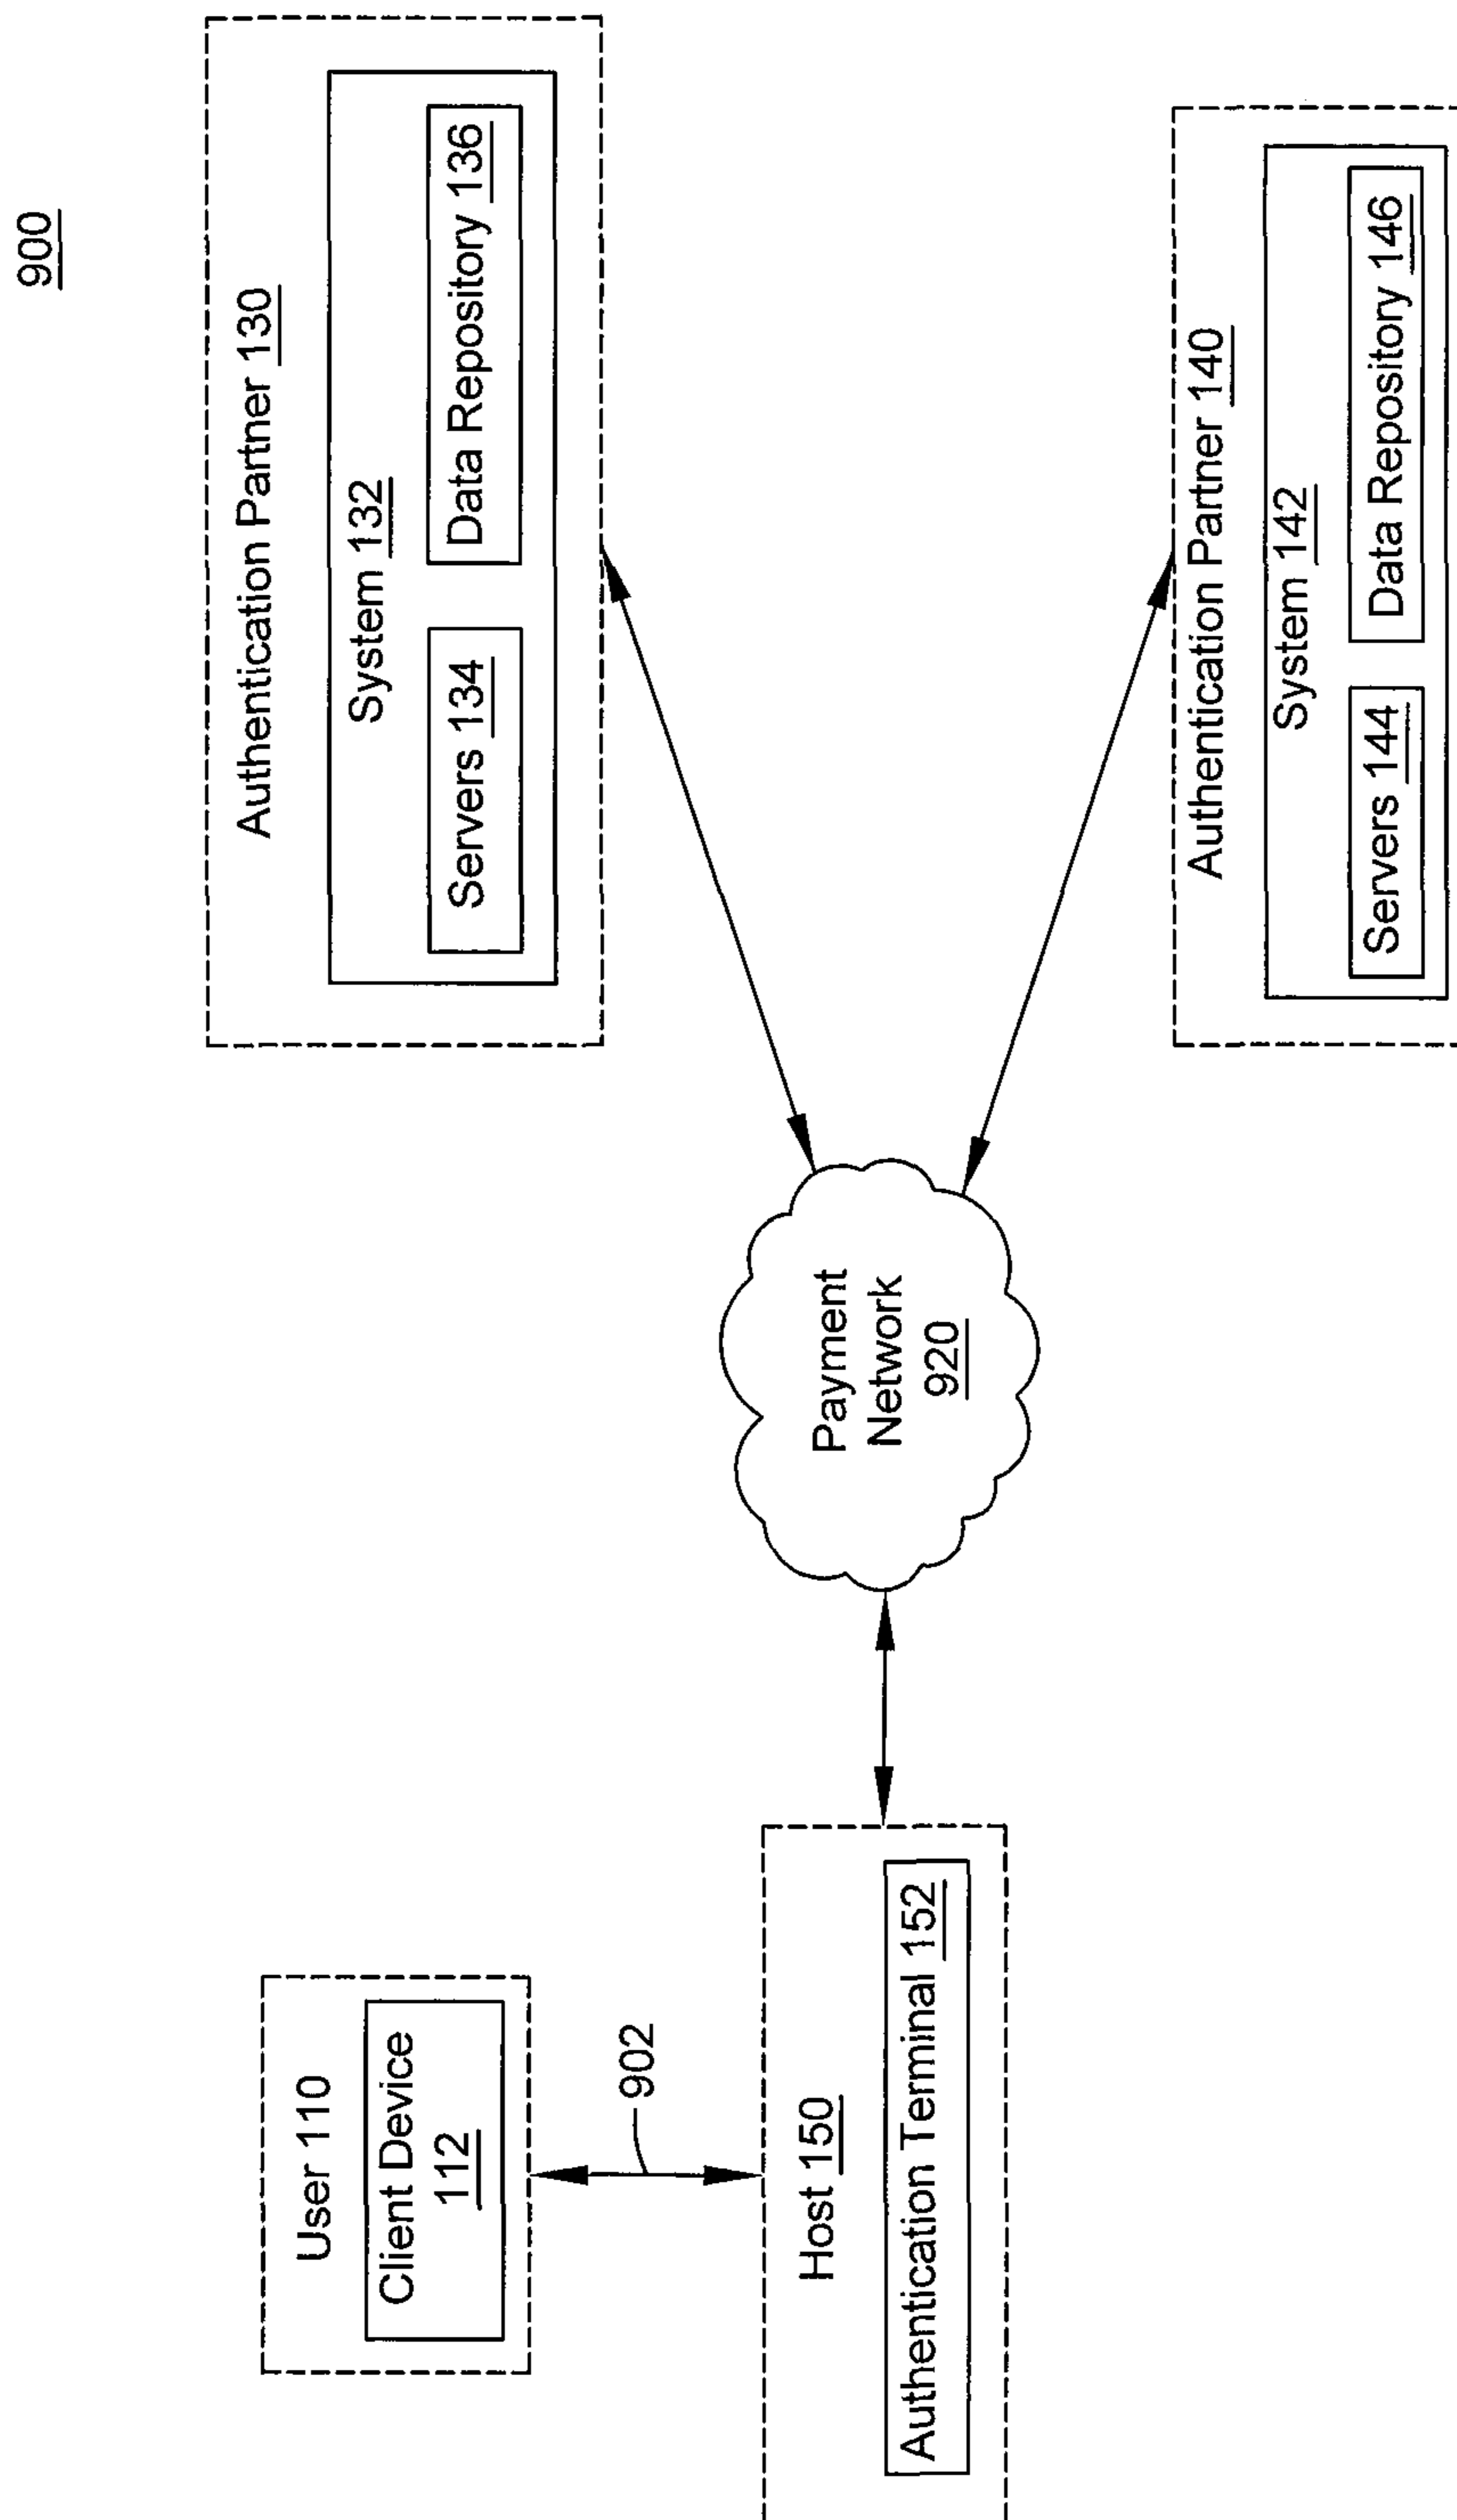 900
Authentication Partner 130
System 132
Servers 134
Data Repository 136
User 110
Client Device
112
902
Host 150
Authentication Terminal 152
Payment
Network
920
Authentication Partner 140
System 142
Servers 144
Data Repository 146